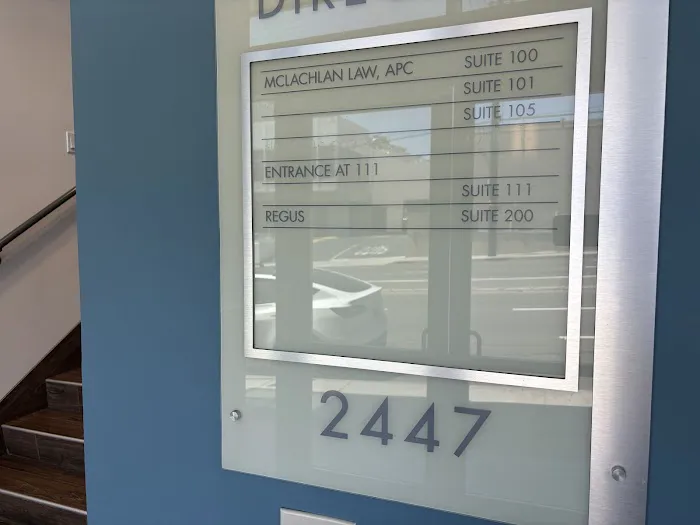 MCLACHLAN LAW, APC SUITE 100
SUITE 101
SUITE 105
ENTRANCE AT 111
SUITE 111
REGUS SUITE 200
2447